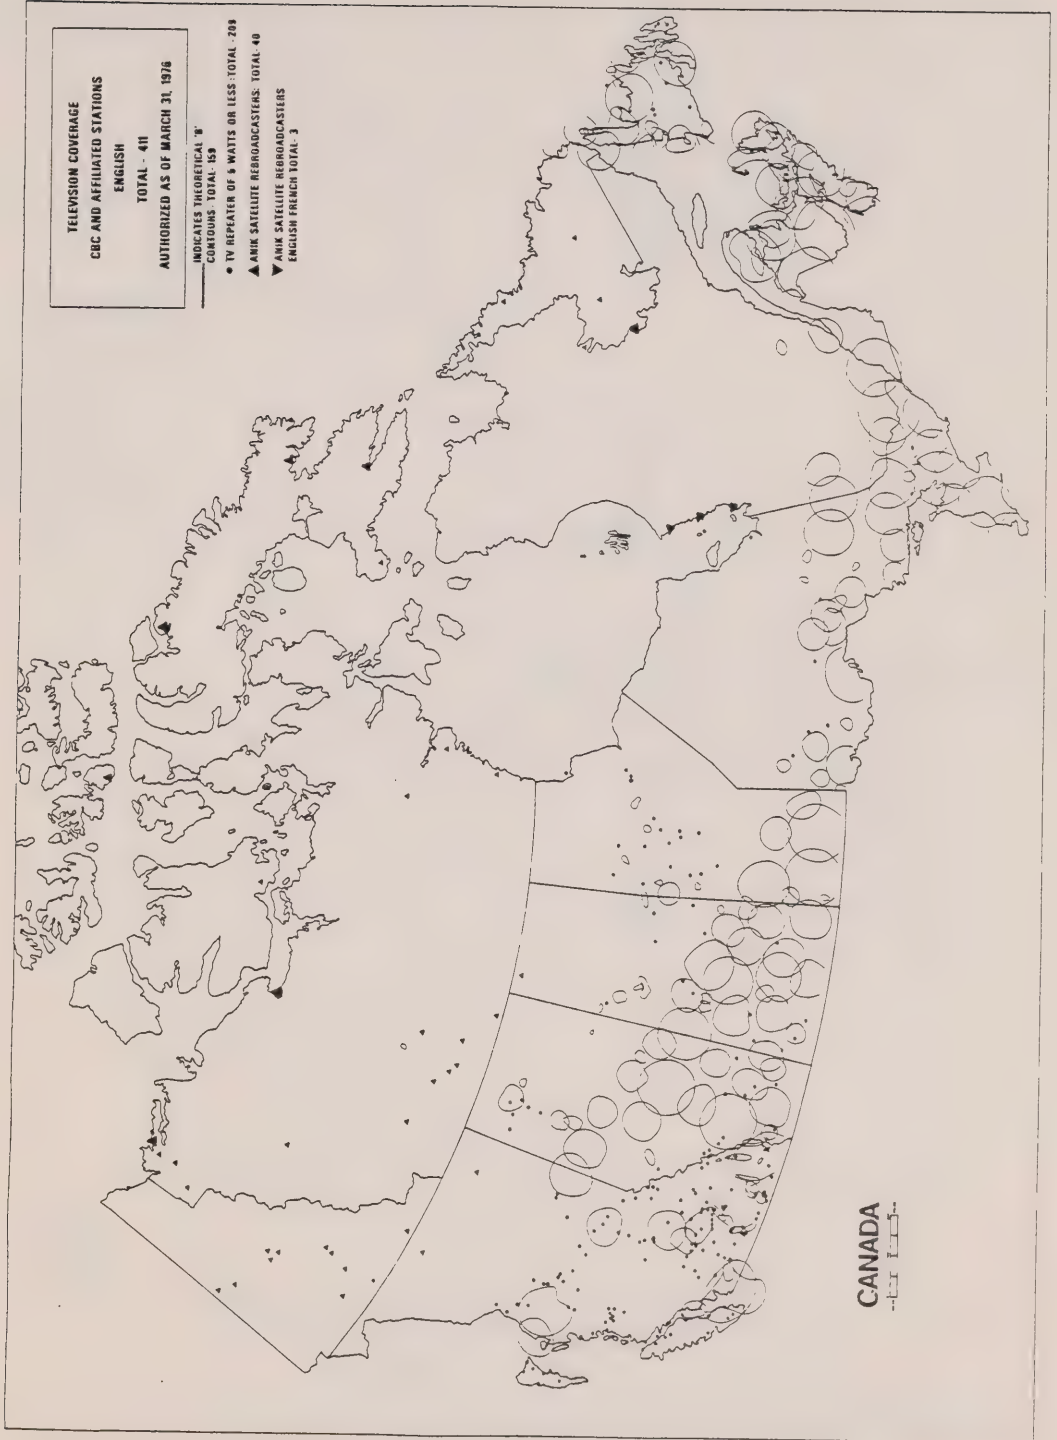 TELEVISION COVERAGE
CBC AND AFFILIATED STATIONS
ENGLISH
TOTAL - 411
AUTHORIZED AS OF MARCH 31, 1976
INDICATES THEORETICAL 'B'
CONTOURS- TOTAL- 159
● TV REPEATER OF 5 WATTS OR LESS-TOTAL - 209
▲ ANIK SATELLITE REBROADCASTERS: TOTAL- 40
▼ ANIK SATELLITE REBROADCASTERS
ENGLISH FRENCH TOTAL- 3
CANADA